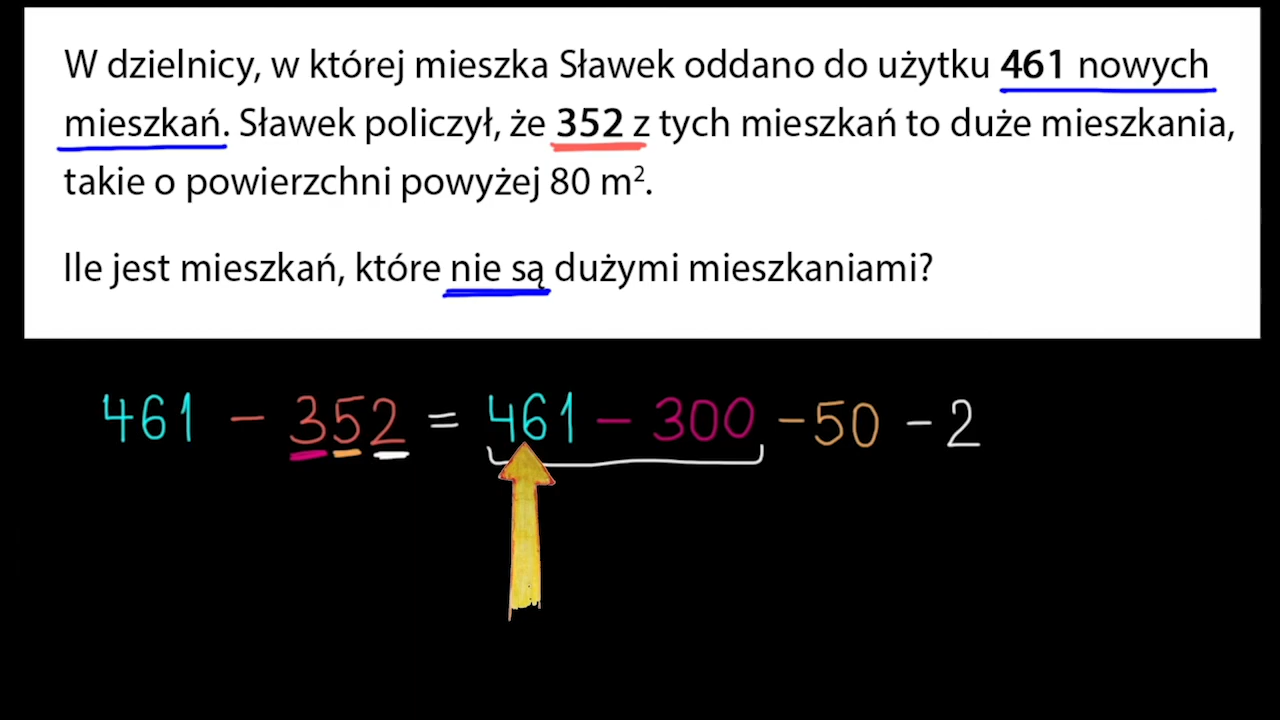 W dzielnicy, w której mieszka Sławek oddano do użytku 461 nowych
mieszkań. Sławek policzył, że 352 z tych mieszkań to duże mieszkania,
takie o powierzchni powyżej 80 m².
Ile jest mieszkań, które nie są dużymi mieszkaniami?
461 - 352 = 461 - 300 - 50 - 2